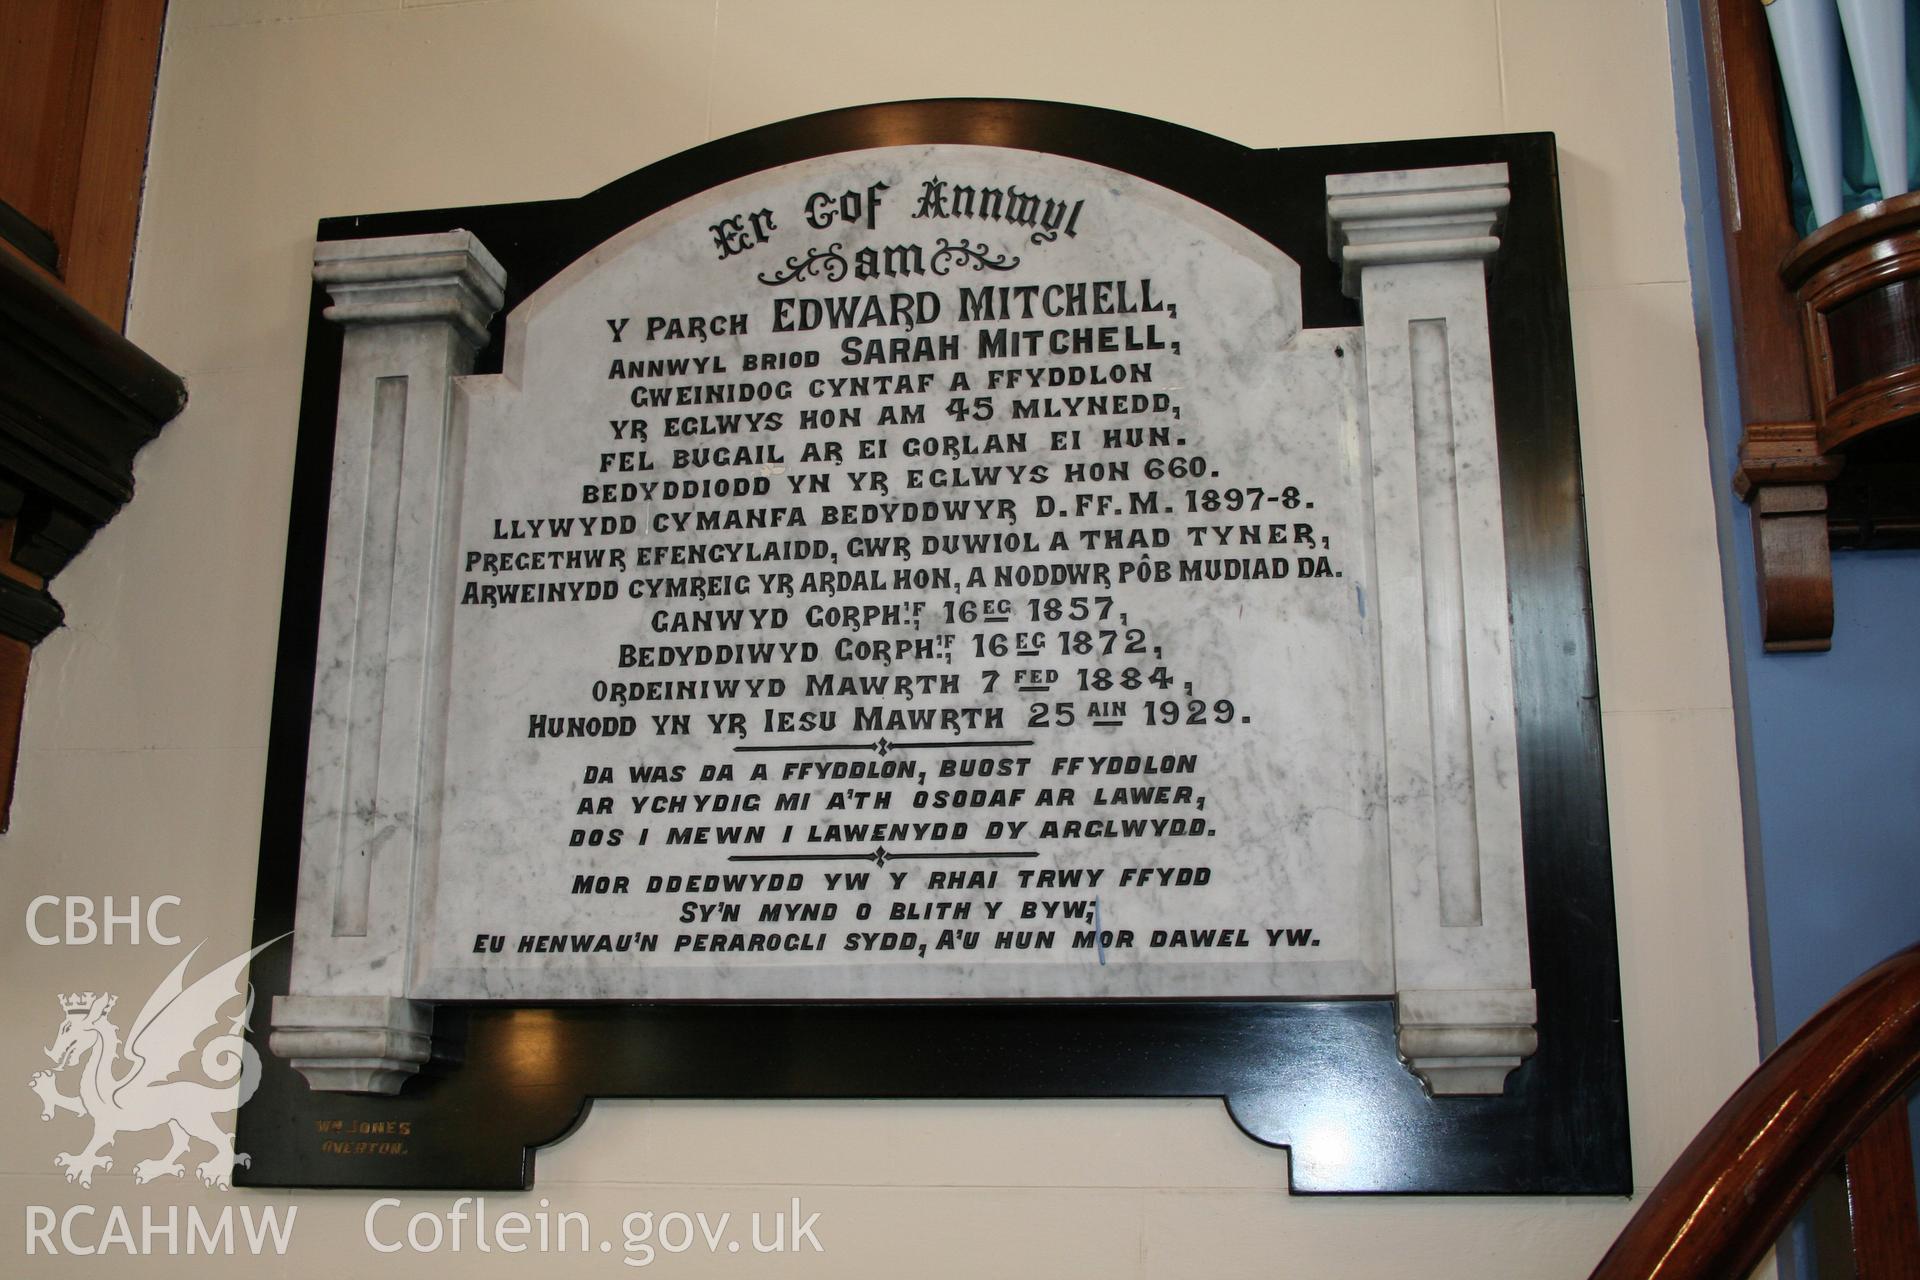 Er Cof Annwyl
am
Y PARCH EDWARD MITCHELL,
ANNWYL BRIOD SARAH MITCHELL,
GWEINIDOG CYNTAF A FFYDDLON
YR EGLWYS HON AM 45 MLYNEDD,
FEL BUGAIL AR EI GORLAN EI HUN.
BEDYDDIODD YN YR EGLWYS HON 660.
LLYWYDD CYMANFA BEDYDDWYR D.FF.M. 1897-8.
PREGETHWR EFENGYLAIDD, GWR DUWIOL A THAD TYNER,
ARWEINYDD CYMREIG YR ARDAL HON, A NODDWR PÔB MUDIAD DA.
GANWYD GORPH:'F, 16EG 1857,
BEDYDDIWYD GORPH:'F, 16EG 1872,
ORDEINIWYD MAWRTH 7FED 1884,
HUNODD YN YR IESU MAWRTH 25AIN 1929.
DA WAS DA A FFYDDLON, BUOST FFYDDLON
AR YCHYDIG MI A'TH OSODAF AR LAWER,
DOS I MEWN I LAWENYDD DY ARGLWYDD.
MOR DDEDWYDD YW Y RHAI TRWY FFYDD
SY'N MYND O BLITH Y BYW;
EU HENWAU'N PERAROGLI SYDD, A'U HUN MOR DAWEL YW.
WM JONES
OVERTON.
CBHC
RCAHMW
Coflein.gov.uk